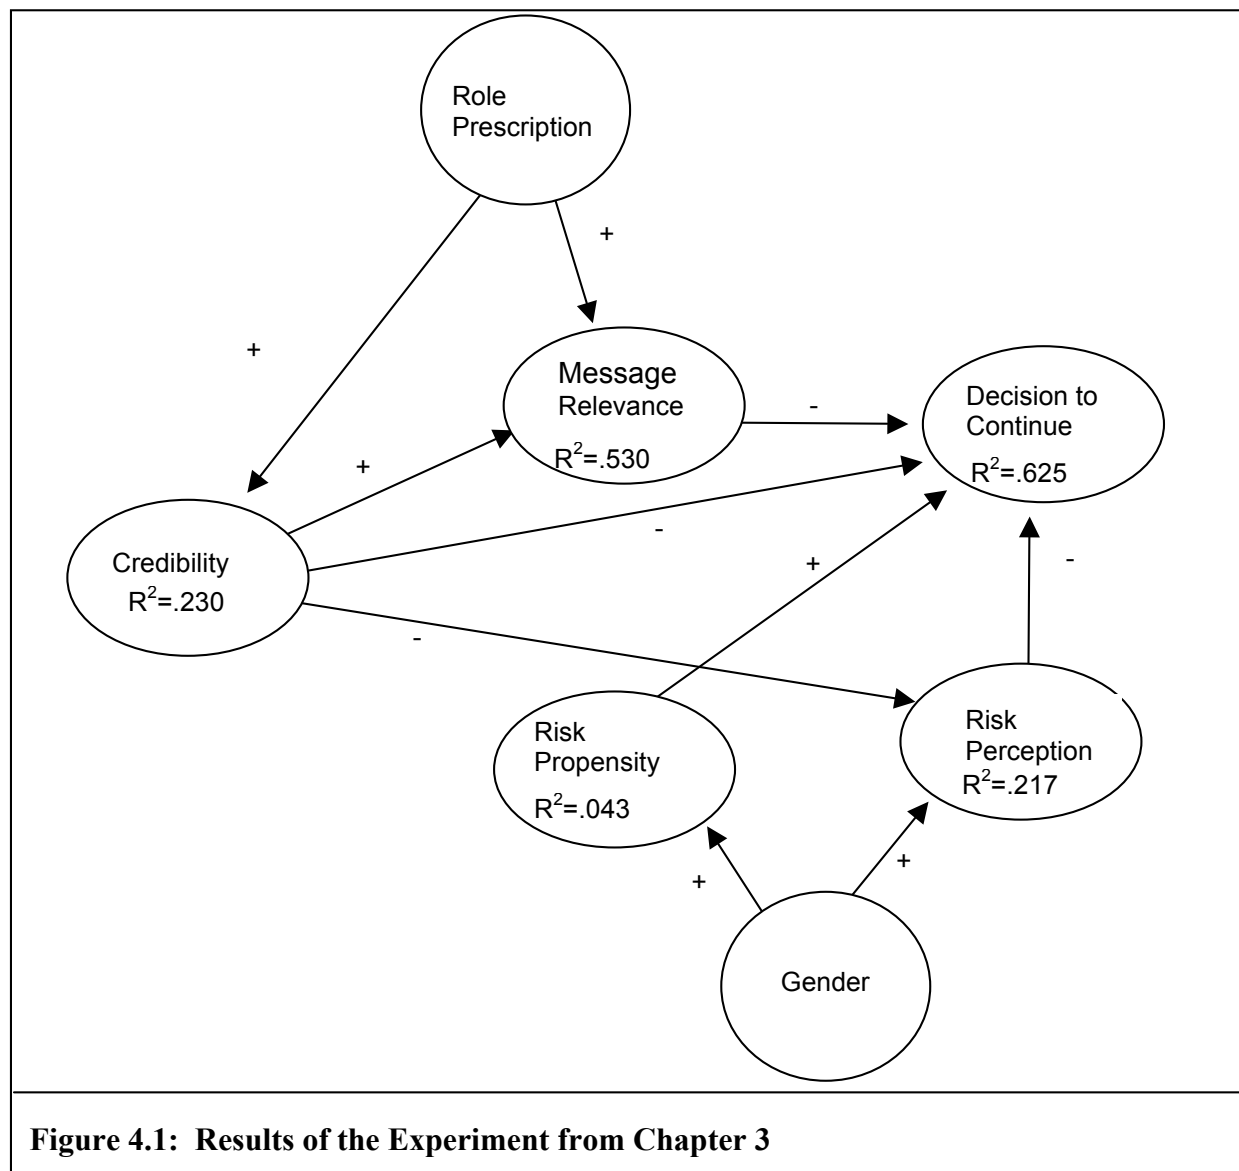 Role
Prescription
+
+
Message
Relevance
R²=.530
-
Decision to
Continue
R²=.625
+
-
Credibility
R²=.230
+
-
-
Risk
Propensity
R²=.043
Risk
Perception
R²=.217
+
+
Gender
Figure 4.1: Results of the Experiment from Chapter 3